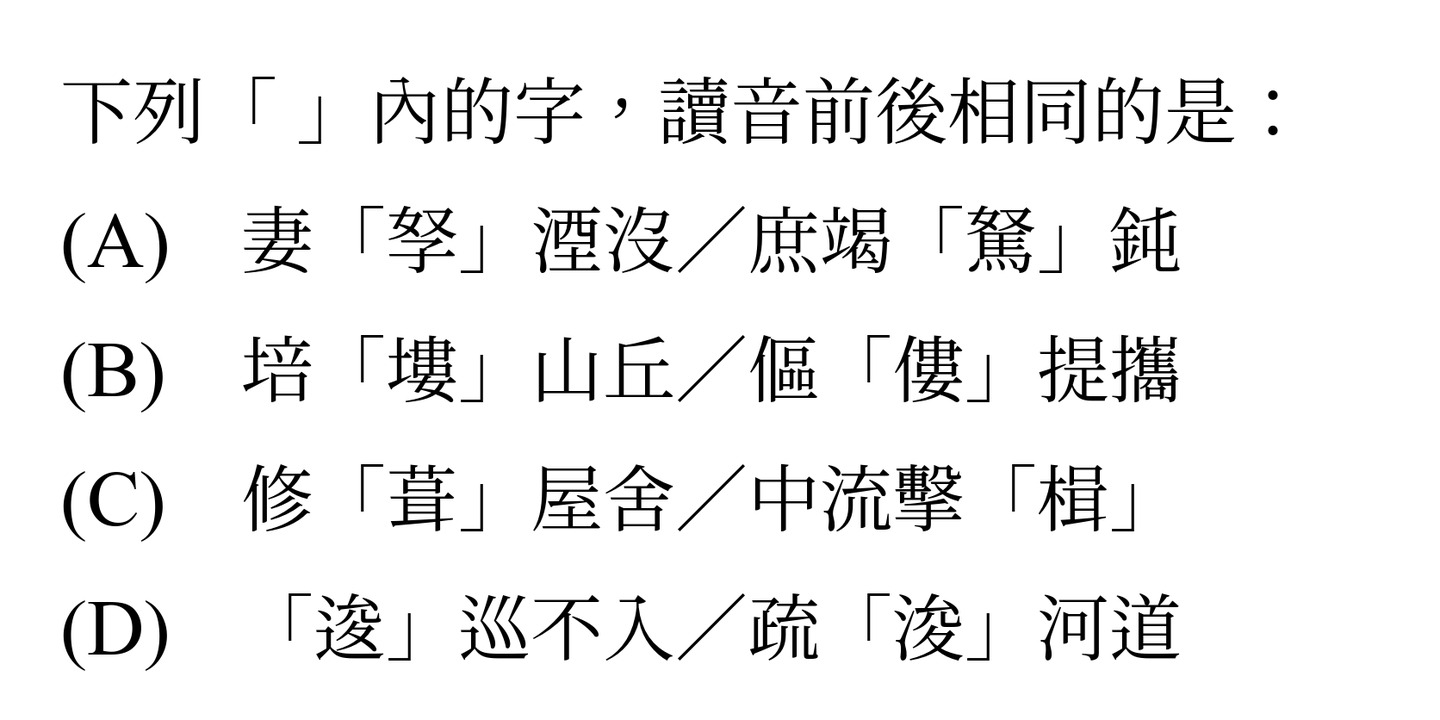 下列「 」內的字，讀音前後相同的是：
(A) 妻「孥」湮沒／庶竭「駑」鈍
(B) 培「塿」山丘／傴「僂」提攜
(C) 修「葺」屋舍／中流擊「楫」
(D) 「逡」巡不入／疏「浚」河道